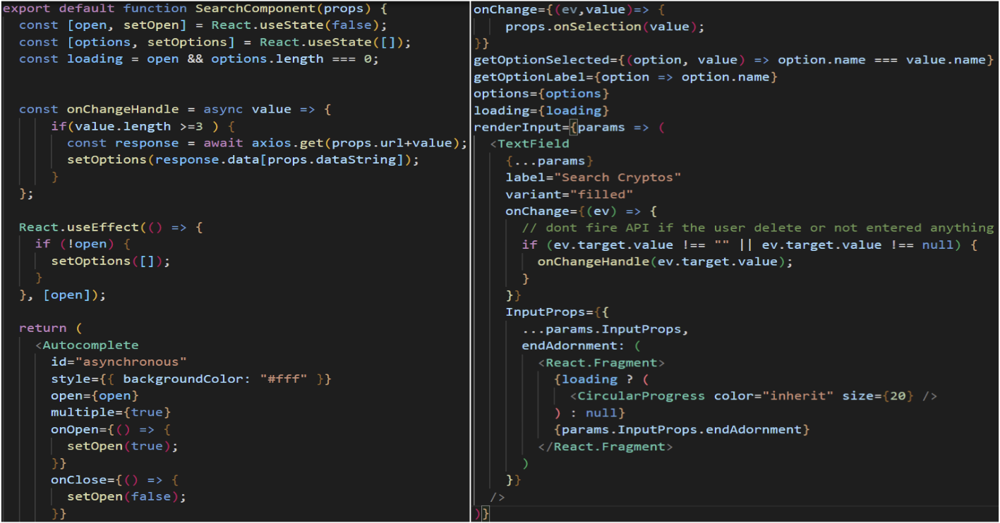 export default function SearchComponent(props) {
const [open, setOpen] = React.useState(false);
const [options, setOptions] = React.useState([]);
const loading = open && options.length === 0;
const onChangeHandle = async value => {
if(value.length >=3 ) {
const response = await axios.get(props.url+value);
setOptions(response.data[props.dataString]);
}
};
React.useEffect(() => {
if (!open) {
setOptions([]);
}
}, [open]);
return (
<Autocomplete
id="asynchronous"
style={{ backgroundColor: "#fff" }}
open={open}
multiple={true}
onOpen={() => {
setOpen(true);
}}
onClose={() => {
setOpen(false);
}}
onChange={(ev,value)=> {
props.onSelection(value);
}}
getOptionSelected={(option, value) => option.name === value.name}
getOptionLabel={option => option.name}
options={options}
loading={loading}
renderInput={params => (
<TextField
{...params}
label="Search Cryptos"
variant="filled"
onChange={(ev) => {
// dont fire API if the user delete or not entered anything
if (ev.target.value !== "" || ev.target.value !== null) {
onChangeHandle(ev.target.value);
}
}}
InputProps={{
...params.InputProps,
endAdornment: (
<React.Fragment>
{loading ? (
<CircularProgress color="inherit" size={20} />
) : null}
{params.InputProps.endAdornment}
</React.Fragment>
)
}}
/>
)}